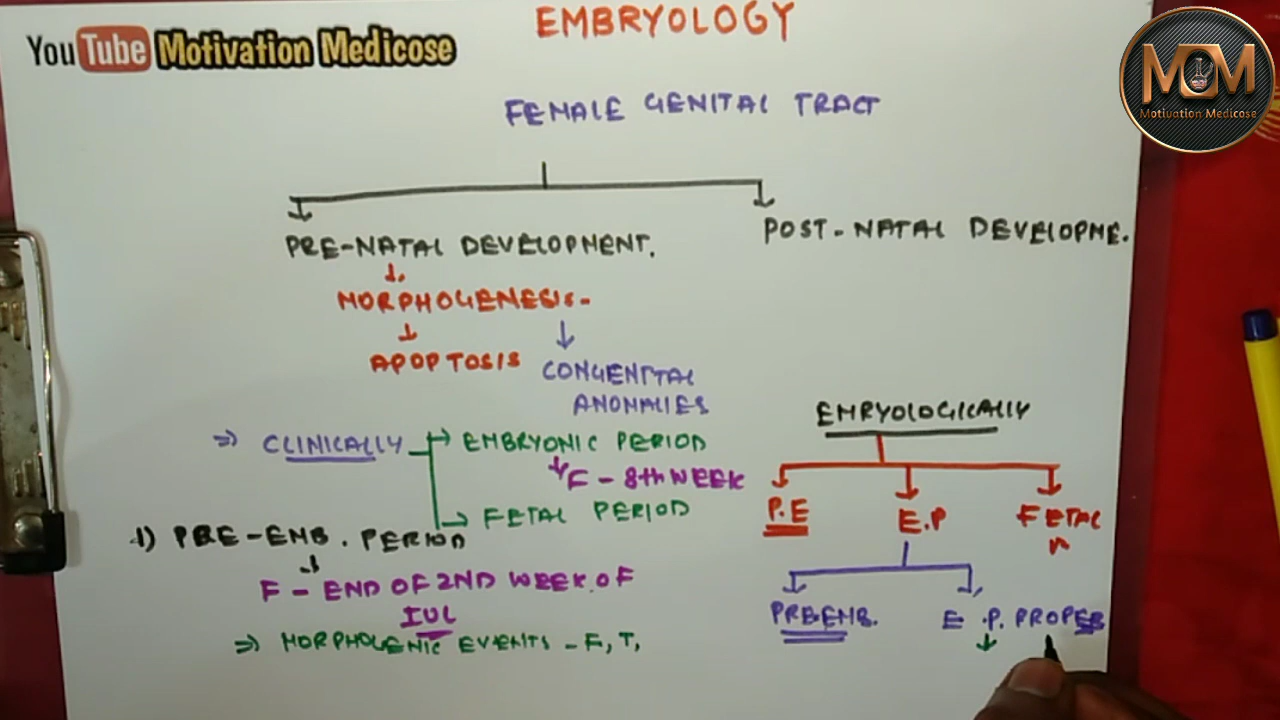 EMBRYOLOGY
YouTube Motivation Medicose
MOM
Motivation Medicose
FEMALE GENITAL TRACT
PRE-NATAL DEVELOPMENT.
POST-NATAL DEVELOPME.
MORPHOGENESIS-
APOPTOSIS
CONGENITAL
ANOMALIES
EMRYOLOGICALLY
=> CLINICALLY
EMBRYONIC PERIOD
F - 8th WEEK
FETAL PERIOD
P.E
E.P
FETAL
1) PRE-EMB. PERIOD
F - END OF 2ND WEEK OF
IUL
PREEMB.
E.P. PROPER
=> MORPHOGENIC EVENTS - F, T,